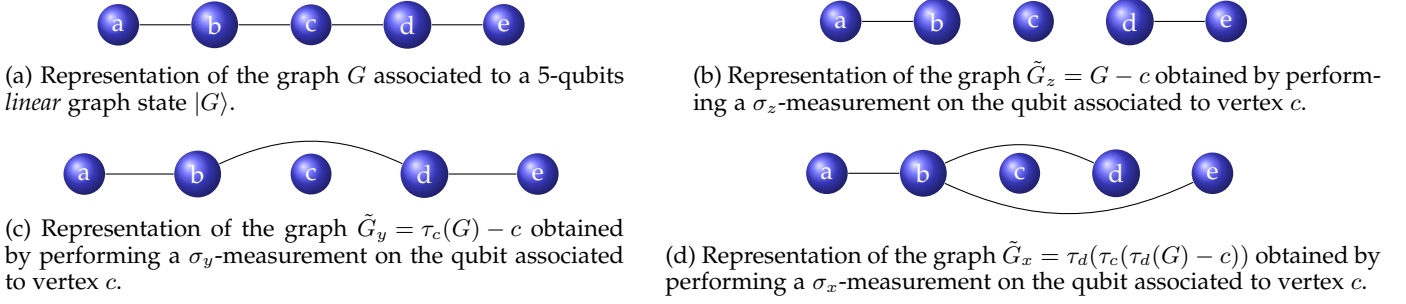 a b c d e
a b c d e
(a) Representation of the graph G associated to a 5-qubits
linear graph state |G⟩.
(b) Representation of the graph G̃_z = G − c obtained by perform-
ing a σ_z-measurement on the qubit associated to vertex c.
a b c d e
a b c d e
(c) Representation of the graph G̃_y = τ_c(G) − c obtained
by performing a σ_y-measurement on the qubit associated
to vertex c.
(d) Representation of the graph G̃_x = τ_d(τ_c(τ_d(G) − c)) obtained by
performing a σ_x-measurement on the qubit associated to vertex c.